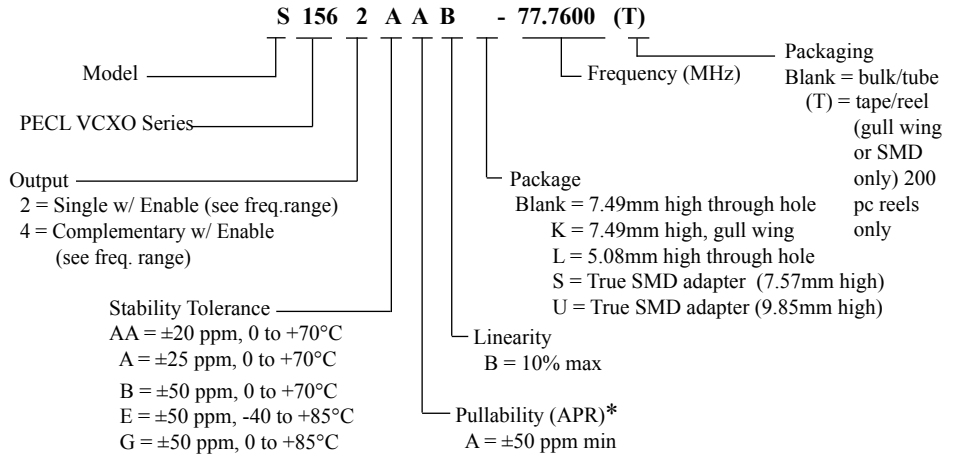 S 156 2 A A B - 77.7600 (T)
Model
PECL VCXO Series
Output
2 = Single w/ Enable (see freq.range)
4 = Complementary w/ Enable
(see freq. range)
Stability Tolerance
AA = ±20 ppm, 0 to +70°C
A = ±25 ppm, 0 to +70°C
B = ±50 ppm, 0 to +70°C
E = ±50 ppm, -40 to +85°C
G = ±50 ppm, 0 to +85°C
Pullability (APR)*
A = ±50 ppm min
Linearity
B = 10% max
Package
Blank = 7.49mm high through hole
K = 7.49mm high, gull wing
L = 5.08mm high through hole
S = True SMD adapter (7.57mm high)
U = True SMD adapter (9.85mm high)
Frequency (MHz)
Packaging
Blank = bulk/tube
(T) = tape/reel
(gull wing
or SMD
only) 200
pc reels
only